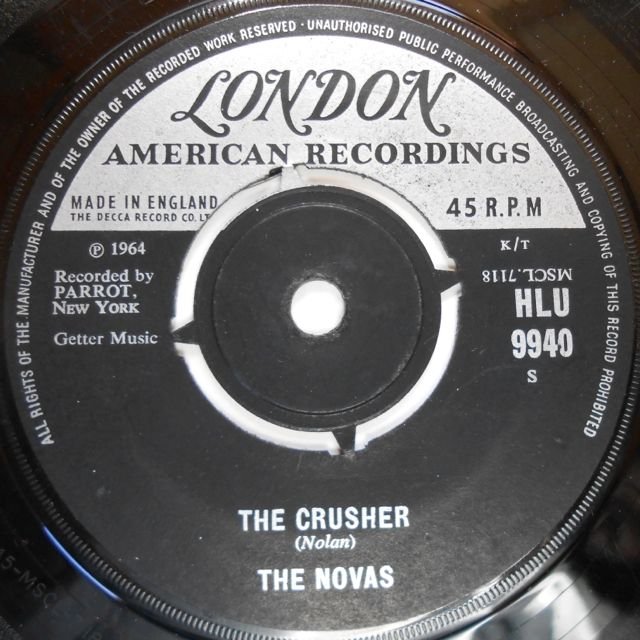 ALL RIGHTS OF THE MANUFACTURER AND OF THE OWNER OF THE RECORDED WORK RESERVED - UNAUTHORISED PUBLIC PERFORMANCE BROADCASTING AND COPYING OF THIS RECORD PROHIBITED
LONDON
AMERICAN RECORDINGS
MADE IN ENGLAND
THE DECCA RECORD CO. LT
45 R.P.M
℗ 1964
K/T
Recorded by
PARROT,
NEW YORK
MSCL.7118
HLU
9940
Getter Music
S
THE CRUSHER
(Nolan)
THE NOVAS